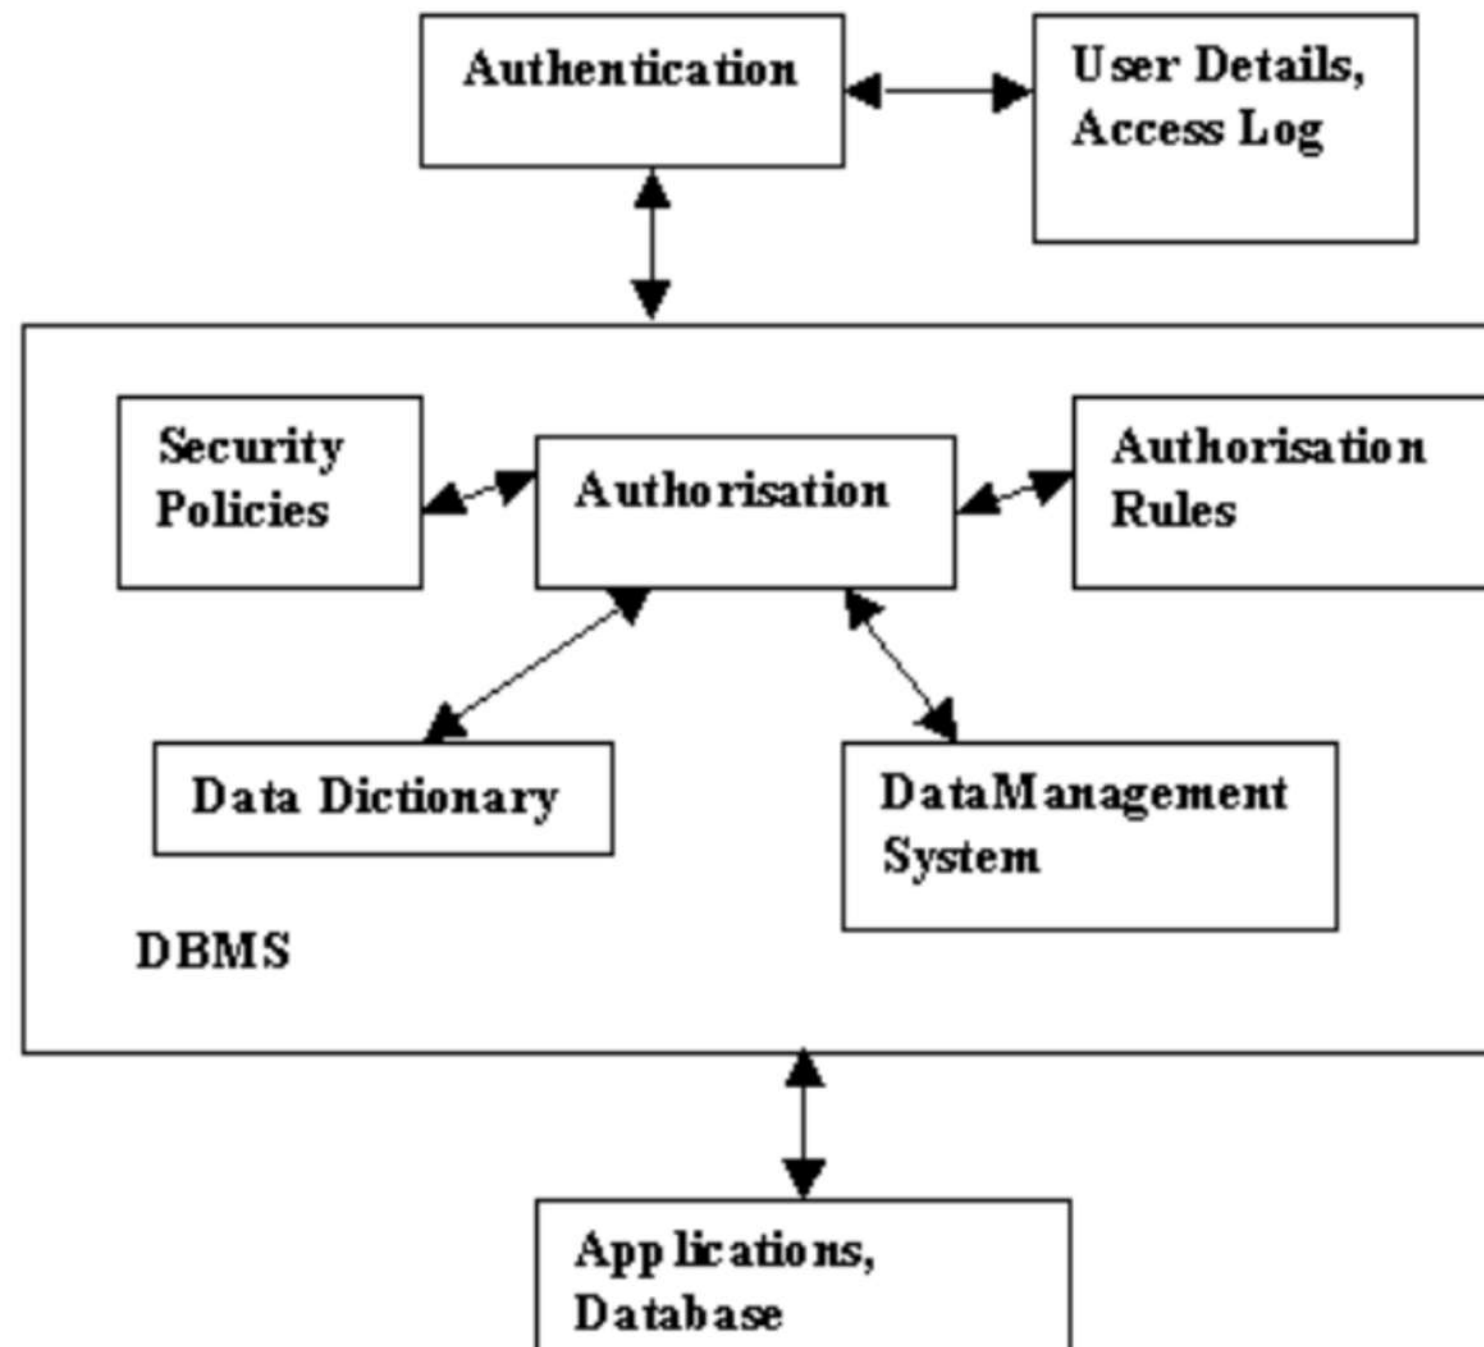 Authentication
User Details,
Access Log
Security
Policies
Authorisation
Authorisation
Rules
Data Dictionary
DataManagement
System
DBMS
Applications,
Database